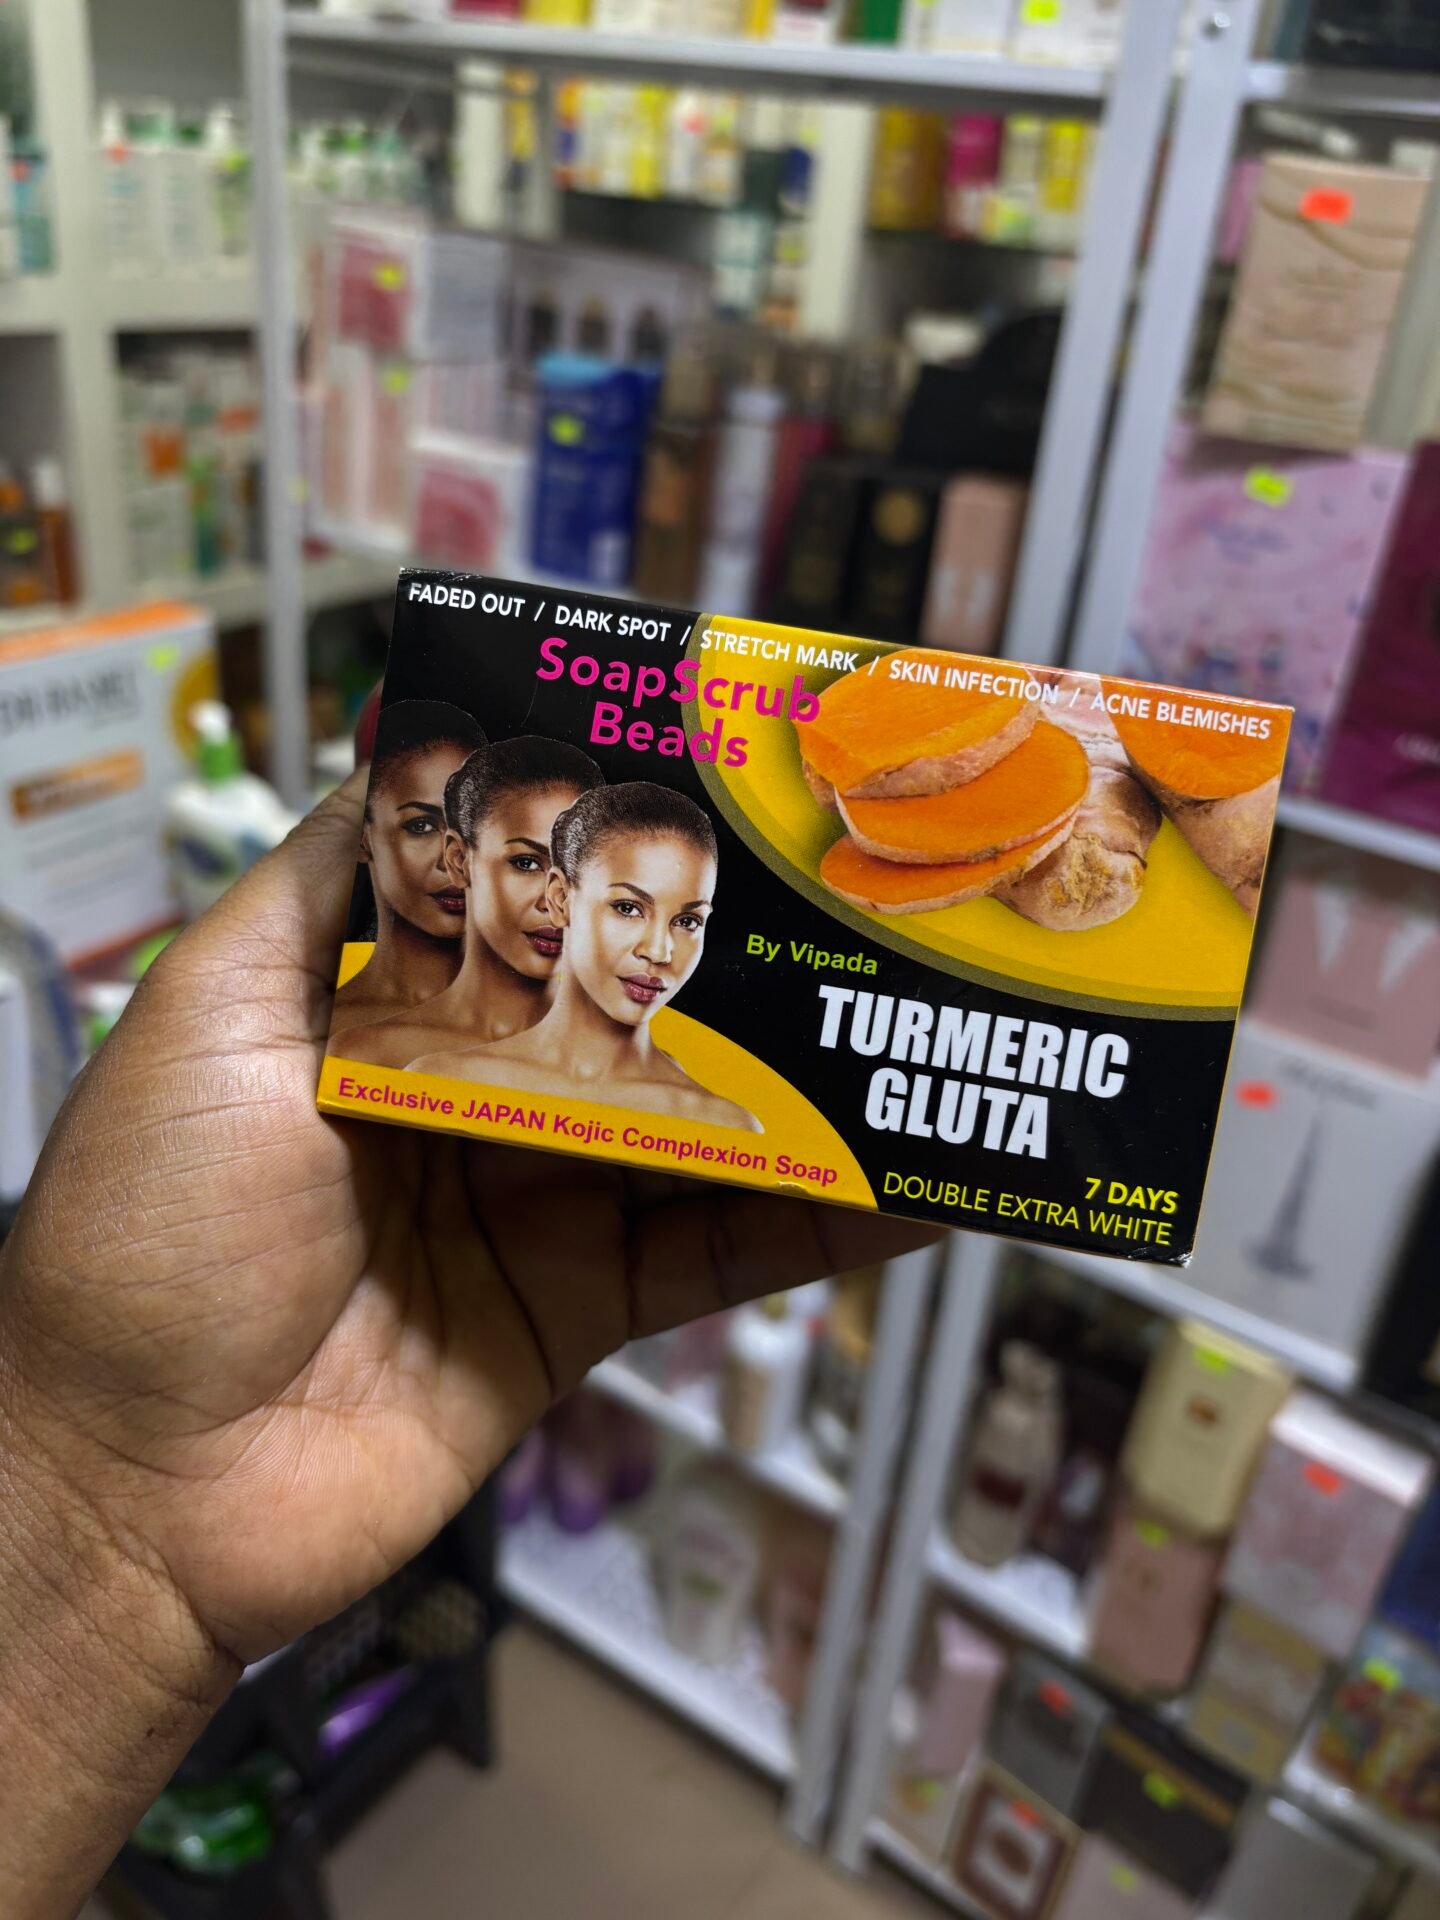 FADED OUT / DARK SPOT / STRETCH MARK / SKIN INFECTION / ACNE BLEMISHES
SoapScrub
Beads
By Vipada
TURMERIC
GLUTA
Exclusive JAPAN Kojic Complexion Soap
7 DAYS
DOUBLE EXTRA WHITE